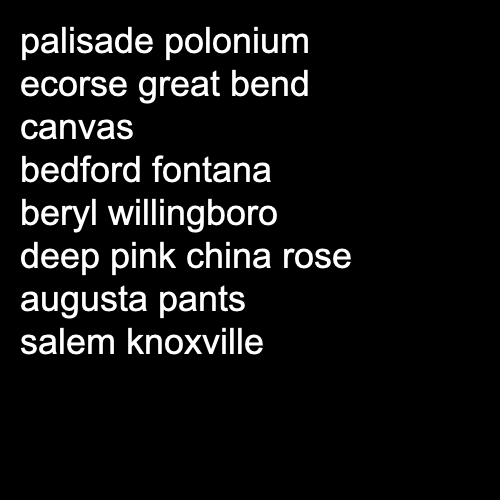 palisade polonium
ecorse great bend
canvas
bedford fontana
beryl willingboro
deep pink china rose
augusta pants
salem knoxville